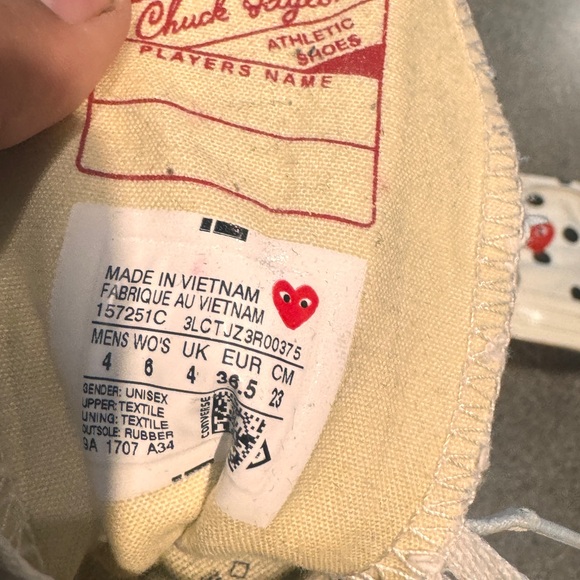 Chuck Taylor
ATHLETIC
SHOES
PLAYERS NAME
MADE IN VIETNAM
FABRIQUE AU VIETNAM
157251C 3LCTJZ3R00375
MENS WO'S UK EUR CM
4 6 4 36.5 23
GENDER: UNISEX
UPPER: TEXTILE
LINING: TEXTILE
OUTSOLE: RUBBER
9A 1707 A34
CONVERSE